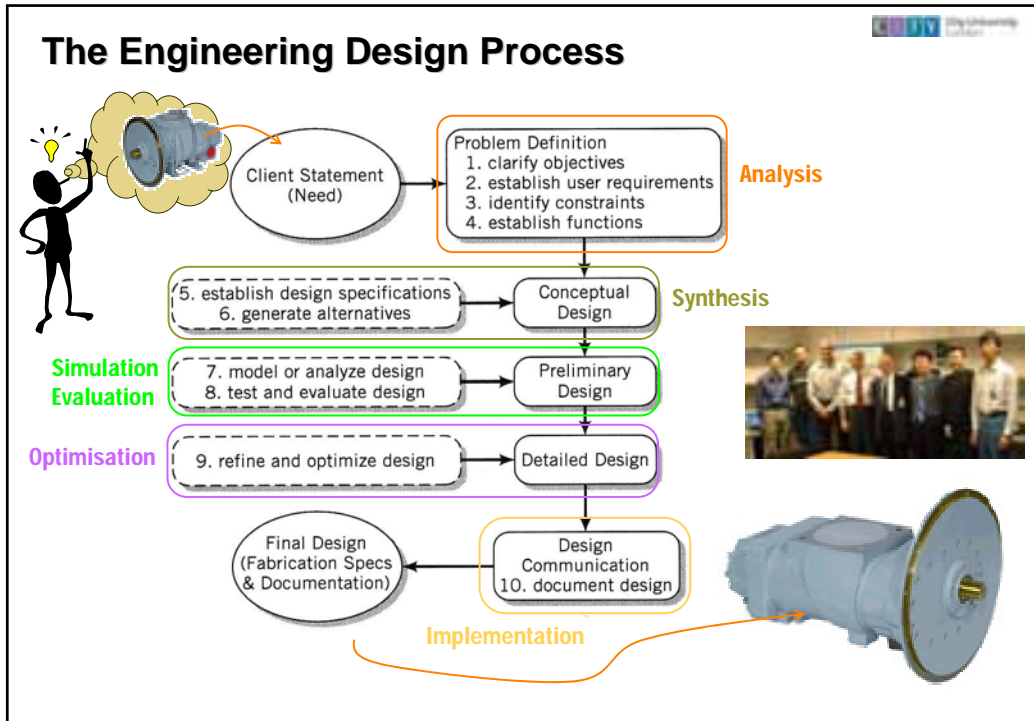 The Engineering Design Process
City University
Client Statement
(Need)
Problem Definition
1. clarify objectives
2. establish user requirements
3. identify constraints
4. establish functions
Analysis
5. establish design specifications
6. generate alternatives
Conceptual
Design
Synthesis
Simulation
Evaluation
7. model or analyze design
8. test and evaluate design
Preliminary
Design
Optimisation
9. refine and optimize design
Detailed Design
Final Design
(Fabrication Specs
& Documentation)
Design
Communication
10. document design
Implementation